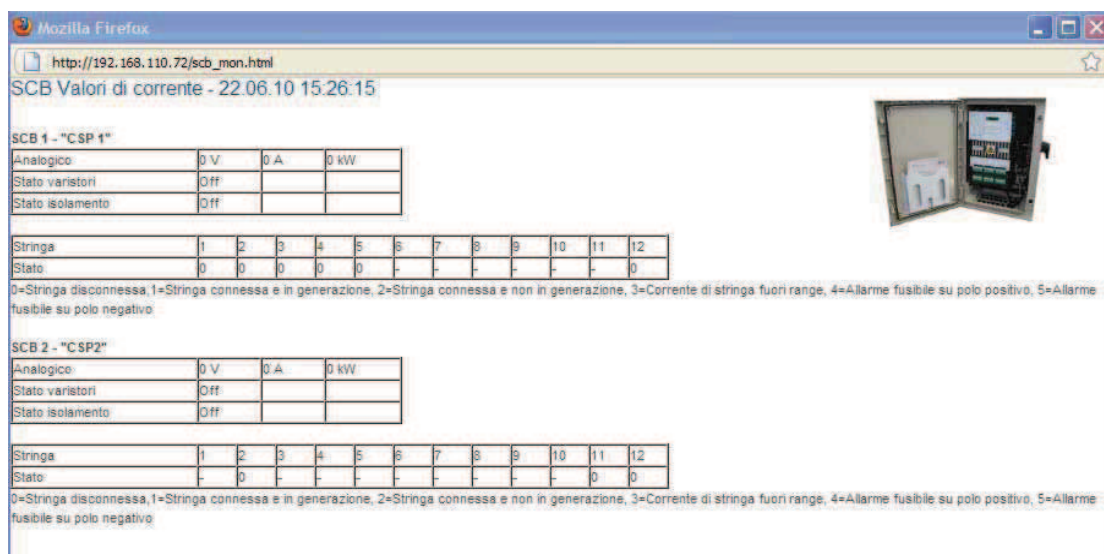 Mozilla Firefox
http://192.168.110.72/scb_mon.html
SCB Valori di corrente - 22.06.10 15:26:15
SCB 1 - "CSP 1"
Analogico 0 V 0 A 0 kW
Stato varistori Off
Stato isolamento Off
Stringa 1 2 3 4 5 6 7 8 9 10 11 12
Stato 0 0 0 0 0 - - - - - - 0
0=Stringa disconnessa,1=Stringa connessa e in generazione, 2=Stringa connessa e non in generazione, 3=Corrente di stringa fuori range, 4=Allarme fusibile su polo positivo, 5=Allarme
fusibile su polo negativo
SCB 2 - "CSP2"
Analogico 0 V 0 A 0 kW
Stato varistori Off
Stato isolamento Off
Stringa 1 2 3 4 5 6 7 8 9 10 11 12
Stato - 0 - - - - - - - - 0 0
0=Stringa disconnessa,1=Stringa connessa e in generazione, 2=Stringa connessa e non in generazione, 3=Corrente di stringa fuori range, 4=Allarme fusibile su polo positivo, 5=Allarme
fusibile su polo negativo